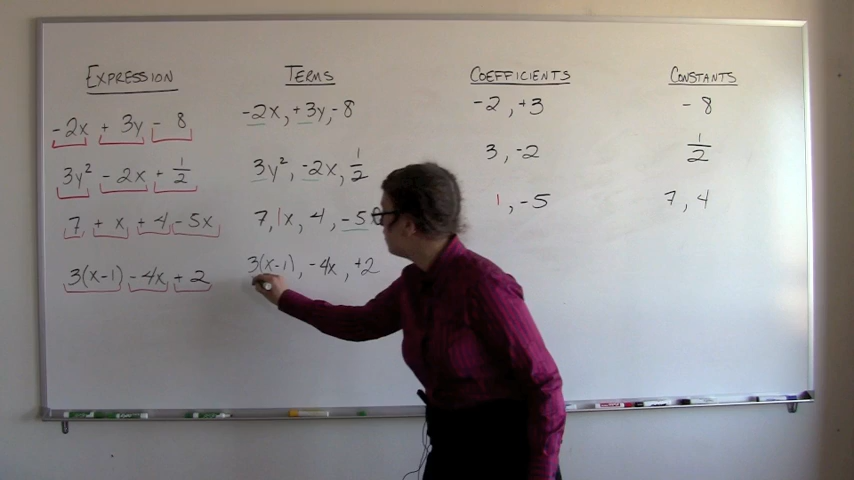 EXPRESSION TERMS COEFFICIENTS CONSTANTS
-2x + 3y - 8 -2x, +3y, -8 -2, +3 -8
3y² - 2x + 1/2 3y², -2x, 1/2 3, -2 1/2
7 + x + 4 - 5x 7, 1x, 4, -5 1, -5 7, 4
3(x-1) - 4x + 2 3(x-1), -4x, +2